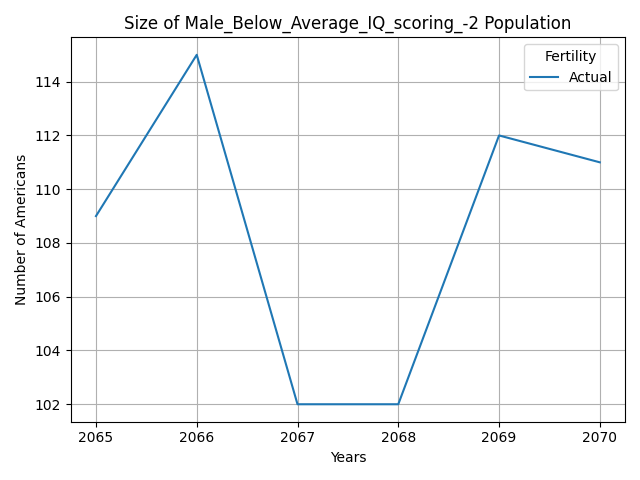 Size of Male_Below_Average_IQ_scoring_-2 Population
Fertility
Actual
Number of Americans
114
112
110
108
106
104
102
2065 2066 2067 2068 2069 2070
Years